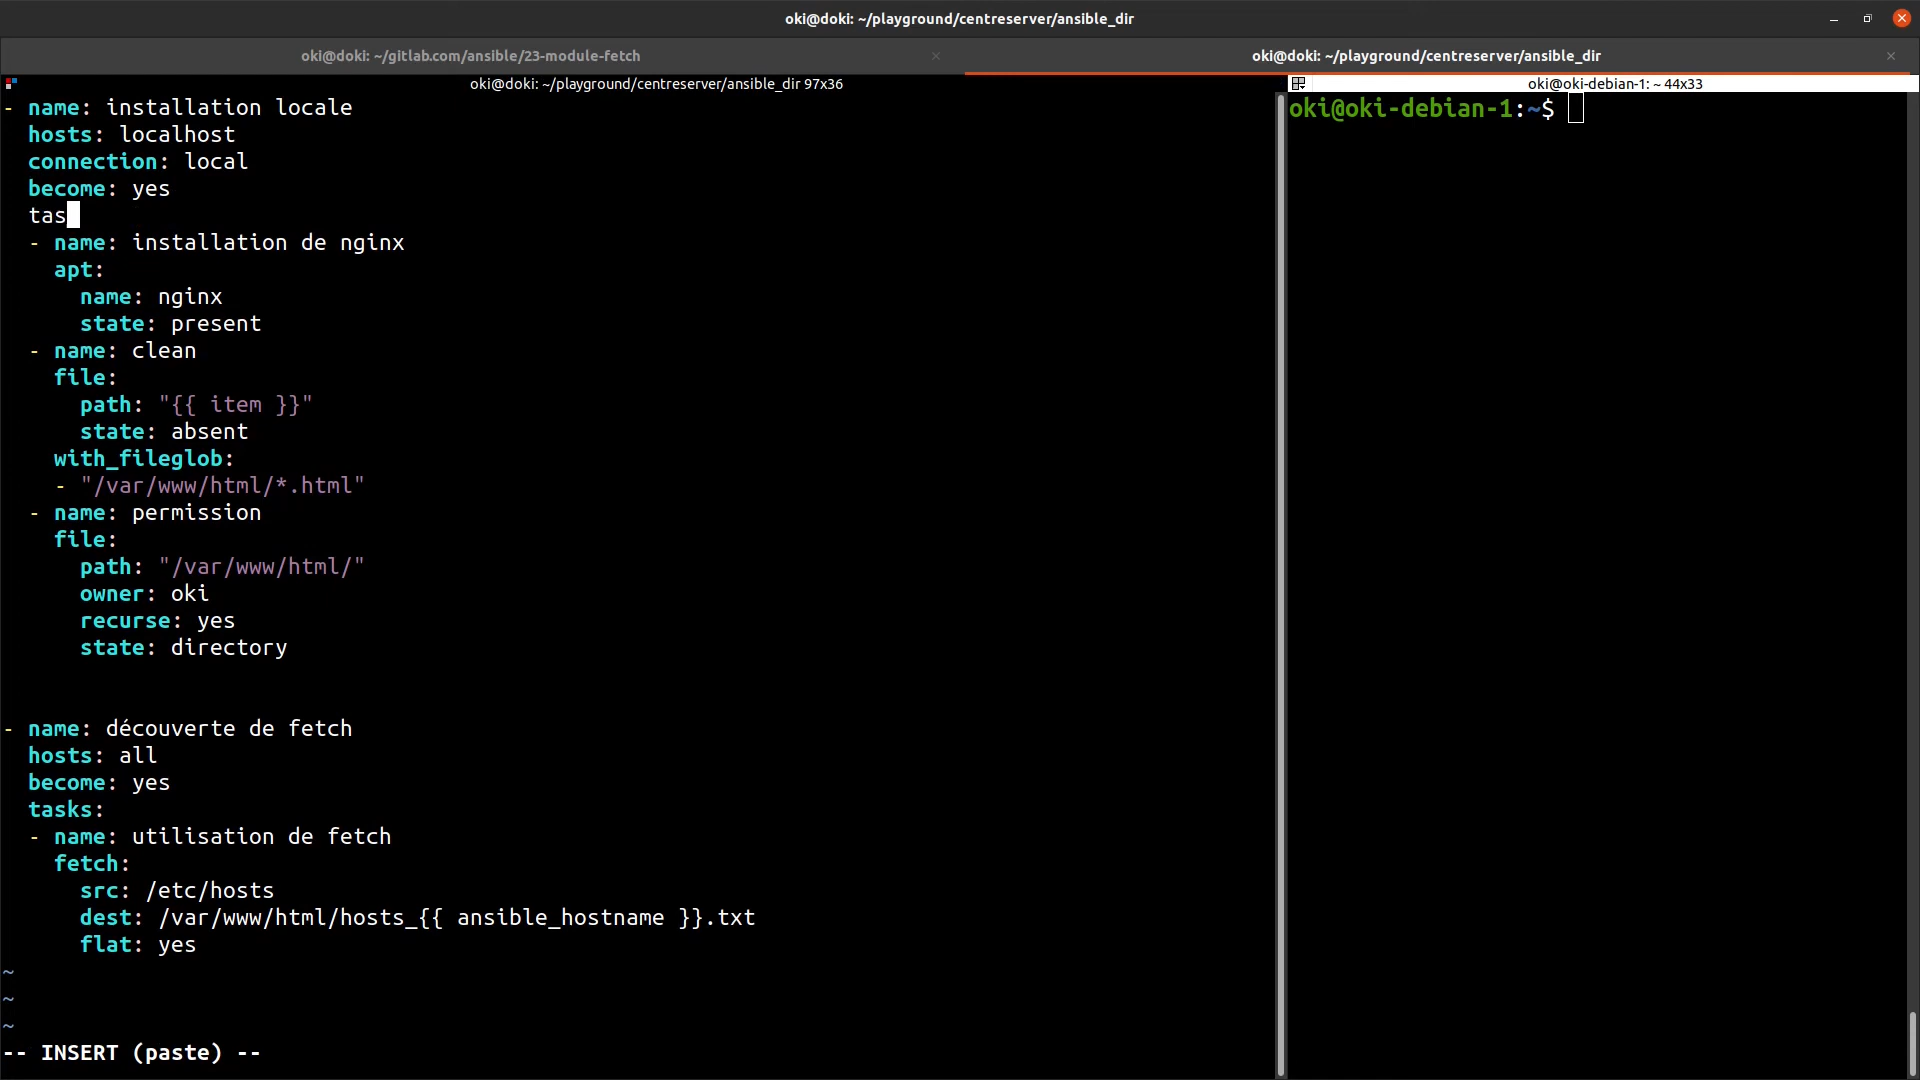 oki@doki: ~/playground/centreserver/ansible_dir
oki@doki: ~/gitlab.com/ansible/23-module-fetch
oki@doki: ~/playground/centreserver/ansible_dir
oki@doki: ~/playground/centreserver/ansible_dir 97x36
- name: installation locale
  hosts: localhost
  connection: local
  become: yes
  tas
  - name: installation de nginx
    apt:
      name: nginx
      state: present
  - name: clean
    file:
      path: "{{ item }}"
      state: absent
    with_fileglob:
    - "/var/www/html/*.html"
  - name: permission
    file:
      path: "/var/www/html/"
      owner: oki
      recurse: yes
      state: directory
- name: découverte de fetch
  hosts: all
  become: yes
  tasks:
  - name: utilisation de fetch
    fetch:
      src: /etc/hosts
      dest: /var/www/html/hosts_{{ ansible_hostname }}.txt
      flat: yes
~
~
~
-- INSERT (paste) --
oki@oki-debian-1: ~ 44x33
oki@oki-debian-1:~$